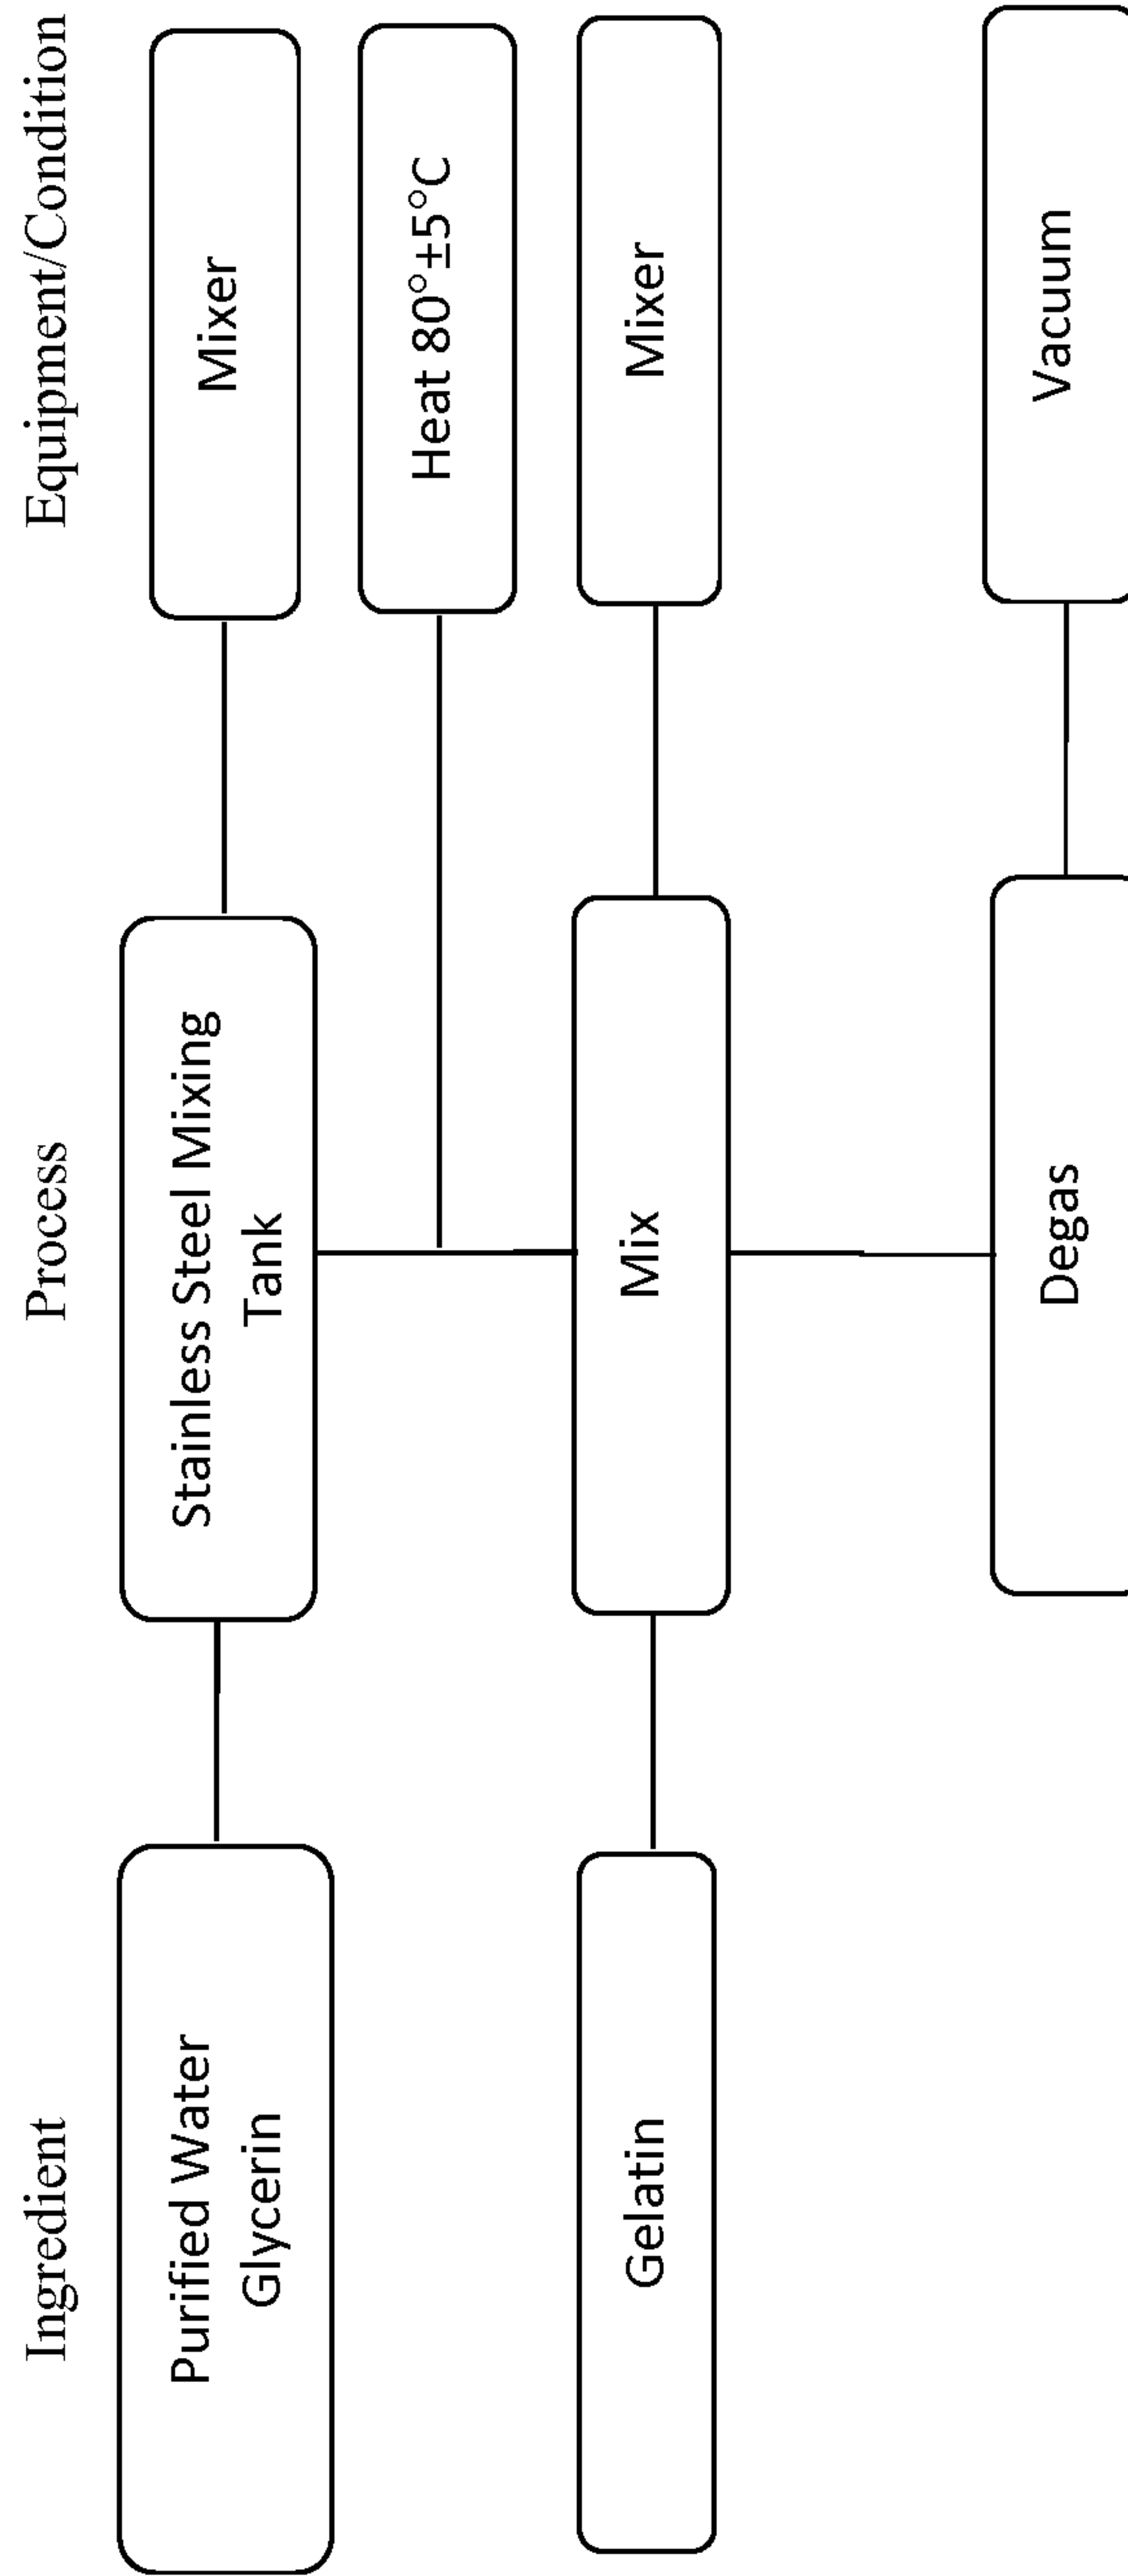 Ingredient
Process
Equipment/Condition
Purified Water
Glycerin
Stainless Steel Mixing
Tank
Mixer
Heat 80°±5°C
Gelatin
Mix
Mixer
Degas
Vacuum